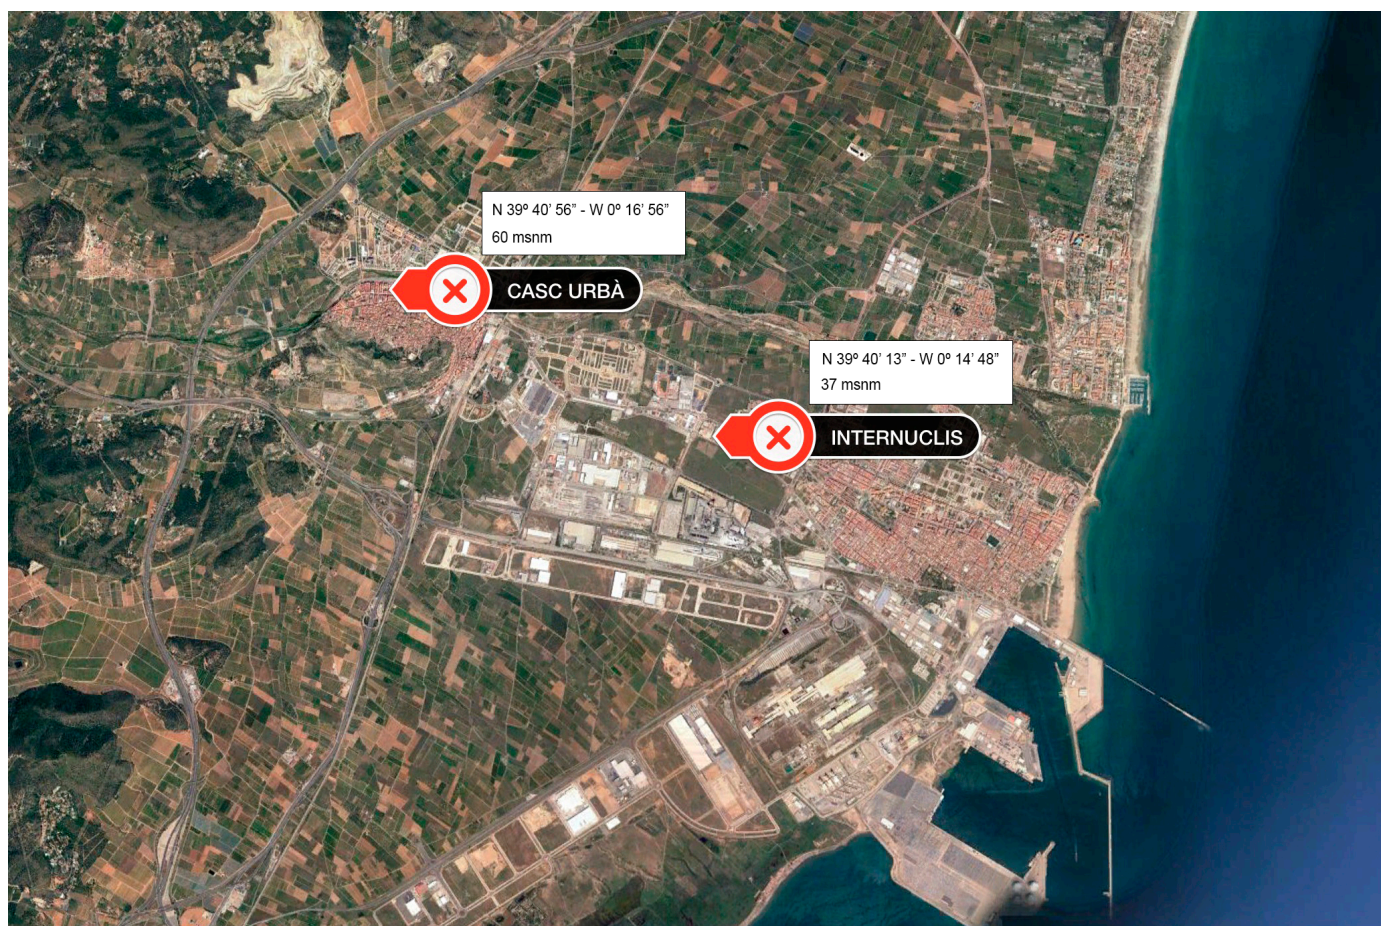 N 39º 40’ 56” - W 0º 16’ 56”
60 msnm
CASC URBÀ
N 39º 40’ 13” - W 0º 14’ 48”
37 msnm
INTERNUCLIS